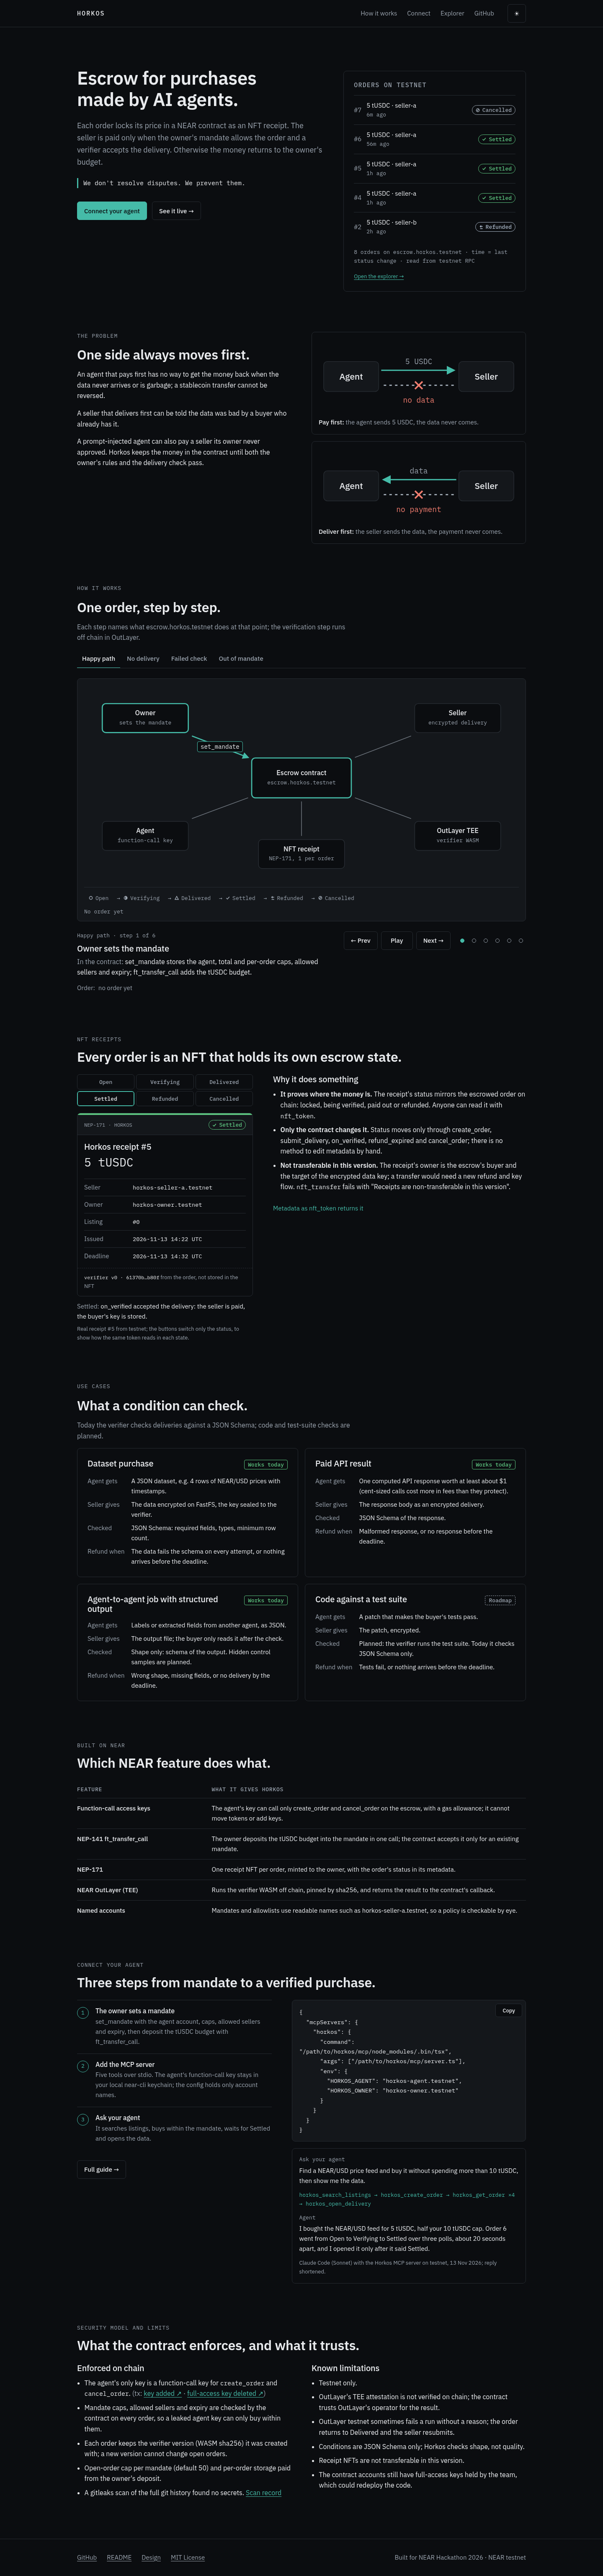 HORKOS
How it works Connect Explorer GitHub
Escrow for purchases
made by AI agents.
Each order locks its price in a NEAR contract as an NFT receipt. The
seller is paid only when the owner's mandate allows the order and a
verifier accepts the delivery. Otherwise the money returns to the owner's
budget.
We don't resolve disputes. We prevent them.
Connect your agent
See it live →
ORDERS ON TESTNET
#7 5 tUSDC · seller-a
6m ago
⊘ Cancelled
#6 5 tUSDC · seller-a
56m ago
✓ Settled
#5 5 tUSDC · seller-a
1h ago
✓ Settled
#4 5 tUSDC · seller-a
1h ago
✓ Settled
#2 5 tUSDC · seller-b
2h ago
Refunded
8 orders on escrow.horkos.testnet · time = last
status change · read from testnet RPC
Open the explorer →
THE PROBLEM
One side always moves first.
An agent that pays first has no way to get the money back when the
data never arrives or is garbage; a stablecoin transfer cannot be
reversed.
A seller that delivers first can be told the data was bad by a buyer who
already has it.
A prompt-injected agent can also pay a seller its owner never
approved. Horkos keeps the money in the contract until both the
owner's rules and the delivery check pass.
5 USDC
Agent
Seller
no data
Pay first: the agent sends 5 USDC, the data never comes.
data
Agent
Seller
no payment
Deliver first: the seller sends the data, the payment never comes.
HOW IT WORKS
One order, step by step.
Each step names what escrow.horkos.testnet does at that point; the verification step runs
off chain in OutLayer.
Happy path No delivery Failed check Out of mandate
Owner
sets the mandate
Seller
encrypted delivery
set_mandate
Escrow contract
escrow.horkos.testnet
Agent
function-call key
NFT receipt
NEP-171, 1 per order
OutLayer TEE
verifier WASM
Open → Verifying → Delivered → ✓ Settled → Refunded → ⊘ Cancelled
No order yet
Happy path · step 1 of 6
Owner sets the mandate
In the contract: set_mandate stores the agent, total and per-order caps, allowed
sellers and expiry; ft_transfer_call adds the tUSDC budget.
Order: no order yet
← Prev
Play
Next →
NFT RECEIPTS
Every order is an NFT that holds its own escrow state.
Open Verifying Delivered
Settled Refunded Cancelled
NEP-171 · HORKOS
✓ Settled
Horkos receipt #5
5 tUSDC
Seller horkos-seller-a.testnet
Owner horkos-owner.testnet
Listing #0
Issued 2026-11-13 14:22 UTC
Deadline 2026-11-13 14:32 UTC
verifier v0 · from the order, not stored in the
NFT
Settled: on_verified accepted the delivery: the seller is paid,
the buyer's key is stored.
Real receipt #5 from testnet; the buttons switch only the status, to
show how the same token reads in each state.
Why it does something
• It proves where the money is. The receipt's status mirrors the escrowed order on
chain: locked, being verified, paid out or refunded. Anyone can read it with
nft_token.
• Only the contract changes it. Status moves only through create_order,
submit_delivery, on_verified, refund_expired and cancel_order; there is no
method to edit metadata by hand.
• Not transferable in this version. The receipt's owner is the escrow's buyer and
the target of the encrypted data key; a transfer would need a new refund and key
flow. nft_transfer fails with "Receipts are non-transferable in this version".
Metadata as nft_token returns it
USE CASES
What a condition can check.
Today the verifier checks deliveries against a JSON Schema; code and test-suite checks are
planned.
Dataset purchase
Works today
Agent gets A JSON dataset, e.g. 4 rows of NEAR/USD prices with
timestamps.
Seller gives The data encrypted on FastFS, the key sealed to the
verifier.
Checked JSON Schema: required fields, types, minimum row
count.
Refund when The data fails the schema on every attempt, or nothing
arrives before the deadline.
Paid API result
Works today
Agent gets One computed API response worth at least about $1
(cent-sized calls cost more in fees than they protect).
Seller gives The response body as an encrypted delivery.
Checked JSON Schema of the response.
Refund when Malformed response, or no response before the
deadline.
Agent-to-agent job with structured
output
Works today
Agent gets Labels or extracted fields from another agent, as JSON.
Seller gives The output file; the buyer only reads it after the check.
Checked Shape only: schema of the output. Hidden control
samples are planned.
Refund when Wrong shape, missing fields, or no delivery by the
deadline.
Code against a test suite
Roadmap
Agent gets A patch that makes the buyer's tests pass.
Seller gives The patch, encrypted.
Checked Planned: the verifier runs the test suite. Today it checks
JSON Schema only.
Refund when Tests fail, or nothing arrives before the deadline.
BUILT ON NEAR
Which NEAR feature does what.
FEATURE WHAT IT GIVES HORKOS
Function-call access keys The agent's key can call only create_order and cancel_order on the escrow, with a gas allowance; it cannot
move tokens or add keys.
NEP-141 ft_transfer_call The owner deposits the tUSDC budget into the mandate in one call; the contract accepts it only for an existing
mandate.
NEP-171 One receipt NFT per order, minted to the owner, with the order's status in its metadata.
NEAR OutLayer (TEE) Runs the verifier WASM off chain, pinned by sha256, and returns the result to the contract's callback.
Named accounts Mandates and allowlists use readable names such as horkos-seller-a.testnet, so a policy is checkable by eye.
CONNECT YOUR AGENT
Three steps from mandate to a verified purchase.
1 The owner sets a mandate
set_mandate with the agent account, caps, allowed sellers
and expiry, then deposit the tUSDC budget with
ft_transfer_call.
2 Add the MCP server
Five tools over stdio. The agent's function-call key stays in
your local near-cli keychain; the config holds only account
names.
3 Ask your agent
It searches listings, buys within the mandate, waits for Settled
and opens the data.
Full guide →
Copy
{
"mcpServers": {
"horkos": {
"command":
"/path/to/horkos/mcp/node_modules/.bin/tsx",
"args": ["/path/to/horkos/mcp/server.ts"],
"env": {
"HORKOS_AGENT": "horkos-agent.testnet",
"HORKOS_OWNER": "horkos-owner.testnet"
}
}
}
}
Ask your agent
Find a NEAR/USD price feed and buy it without spending more than 10 tUSDC,
then show me the data.
horkos_search_listings → horkos_create_order → horkos_get_order ×4
→ horkos_open_delivery
Agent
I bought the NEAR/USD feed for 5 tUSDC, half your 10 tUSDC cap. Order 6
went from Open to Verifying to Settled over three polls, about 20 seconds
apart, and I opened it only after it said Settled.
Claude Code (Sonnet) with the Horkos MCP server on testnet, 13 Nov 2026; reply
shortened.
SECURITY MODEL AND LIMITS
What the contract enforces, and what it trusts.
Enforced on chain
• The agent's only key is a function-call key for create_order and
cancel_order. (tx: key added ↗ · full-access key deleted ↗)
• Mandate caps, allowed sellers and expiry are checked by the
contract on every order, so a leaked agent key can only buy within
them.
• Each order keeps the verifier version (WASM sha256) it was created
with; a new version cannot change open orders.
• Open-order cap per mandate (default 50) and per-order storage paid
from the owner's deposit.
• A gitleaks scan of the full git history found no secrets. Scan record
Known limitations
• Testnet only.
• OutLayer's TEE attestation is not verified on chain; the contract
trusts OutLayer's operator for the result.
• OutLayer testnet sometimes fails a run without a reason; the order
returns to Delivered and the seller resubmits.
• Conditions are JSON Schema only; Horkos checks shape, not quality.
• Receipt NFTs are not transferable in this version.
• The contract accounts still have full-access keys held by the team,
which could redeploy the code.
GitHub README Design MIT License
Built for NEAR Hackathon 2026 · NEAR testnet